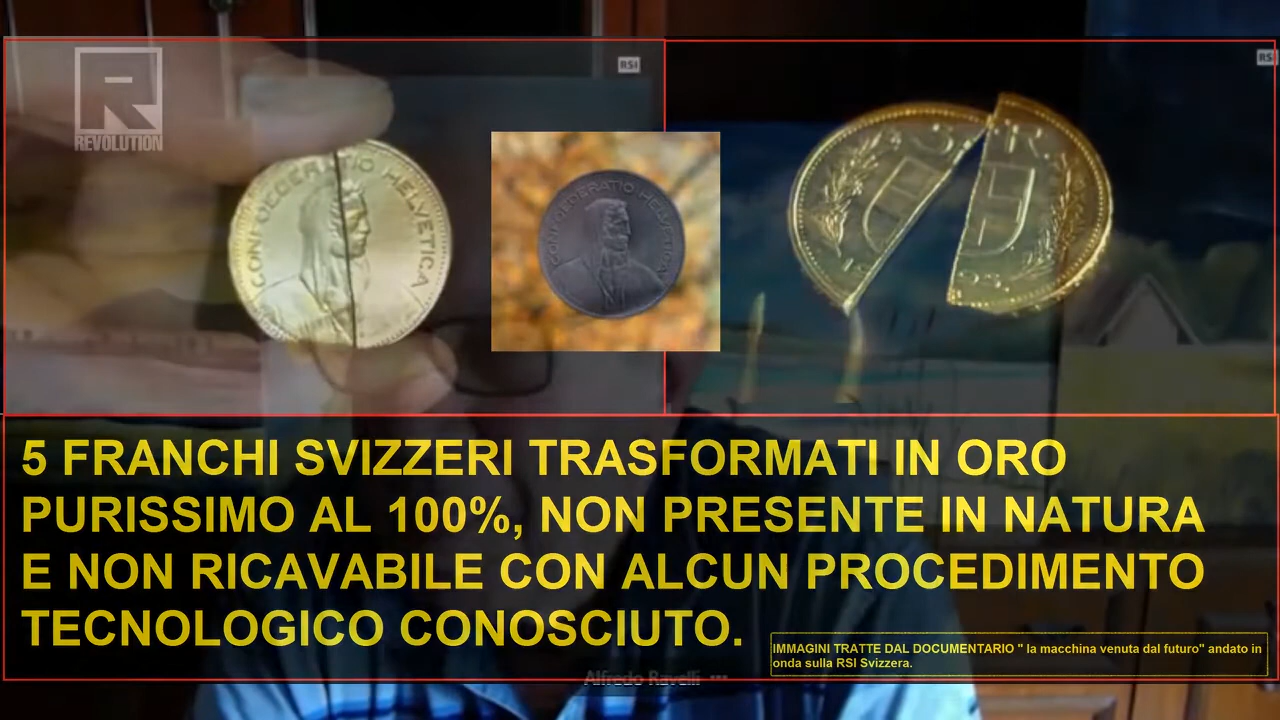 R
REVOLUTION
RSI
RSI
CONFOEDERATIO HELVETICA
CONFOEDERATIO HELVETICA
5 FRANCHI SVIZZERI TRASFORMATI IN ORO
PURISSIMO AL 100%, NON PRESENTE IN NATURA
E NON RICAVABILE CON ALCUN PROCEDIMENTO
TECNOLOGICO CONOSCIUTO.
IMMAGINI TRATTE DAL DOCUMENTARIO " la macchina venuta dal futuro" andato in
onda sulla RSI Svizzera.
Alfredo Ravelli